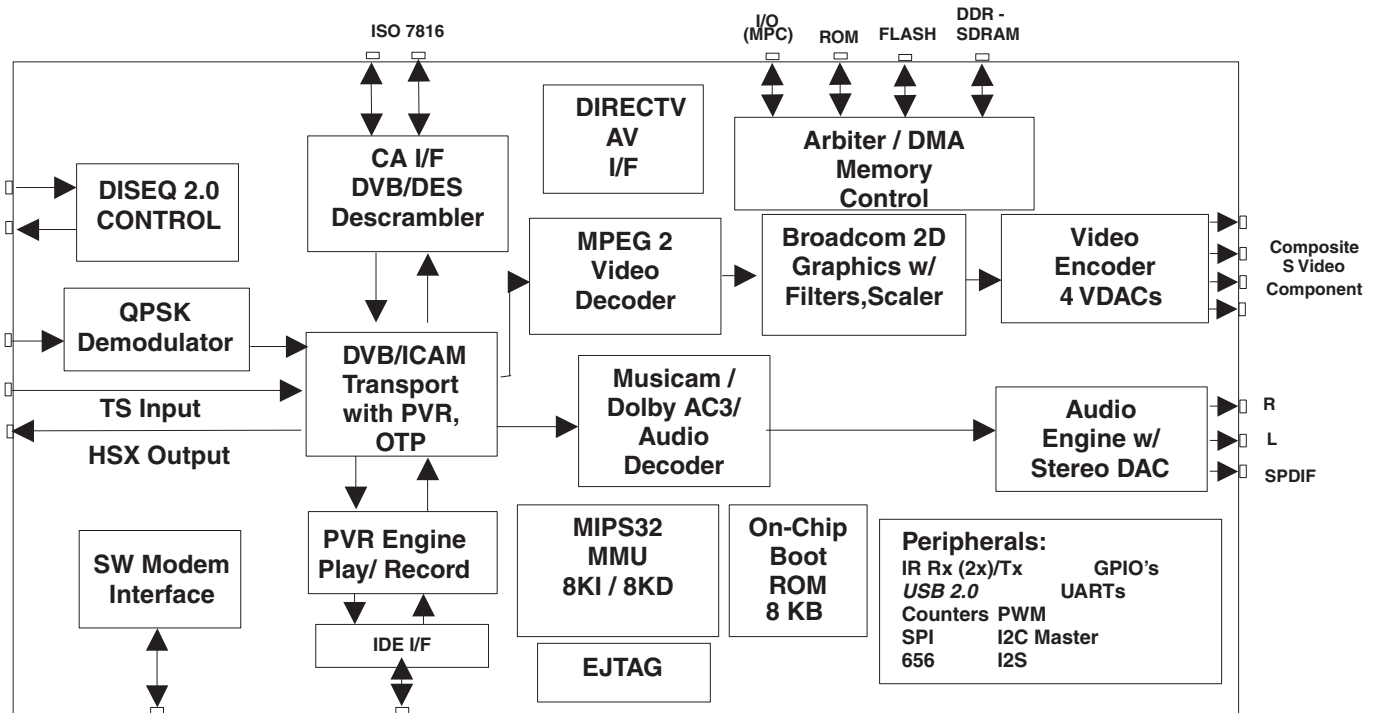 ISO 7816
I/O
(MPC)
ROM
FLASH
DDR -
SDRAM
DIRECTV
AV
I/F
Arbiter / DMA
Memory
Control
CA I/F
DVB/DES
Descrambler
DISEQ 2.0
CONTROL
MPEG 2
Video
Decoder
Broadcom 2D
Graphics w/
Filters,Scaler
Video
Encoder
4 VDACs
Composite
S Video
Component
QPSK
Demodulator
DVB/ICAM
Transport
with PVR,
OTP
TS Input
HSX Output
Musicam /
Dolby AC3/
Audio
Decoder
Audio
Engine w/
Stereo DAC
R
L
SPDIF
SW Modem
Interface
PVR Engine
Play/ Record
IDE I/F
MIPS32
MMU
8KI / 8KD
EJTAG
On-Chip
Boot
ROM
8 KB
Peripherals:
IR Rx (2x)/Tx GPIO's
USB 2.0 UARTs
Counters PWM
SPI I2C Master
656 I2S